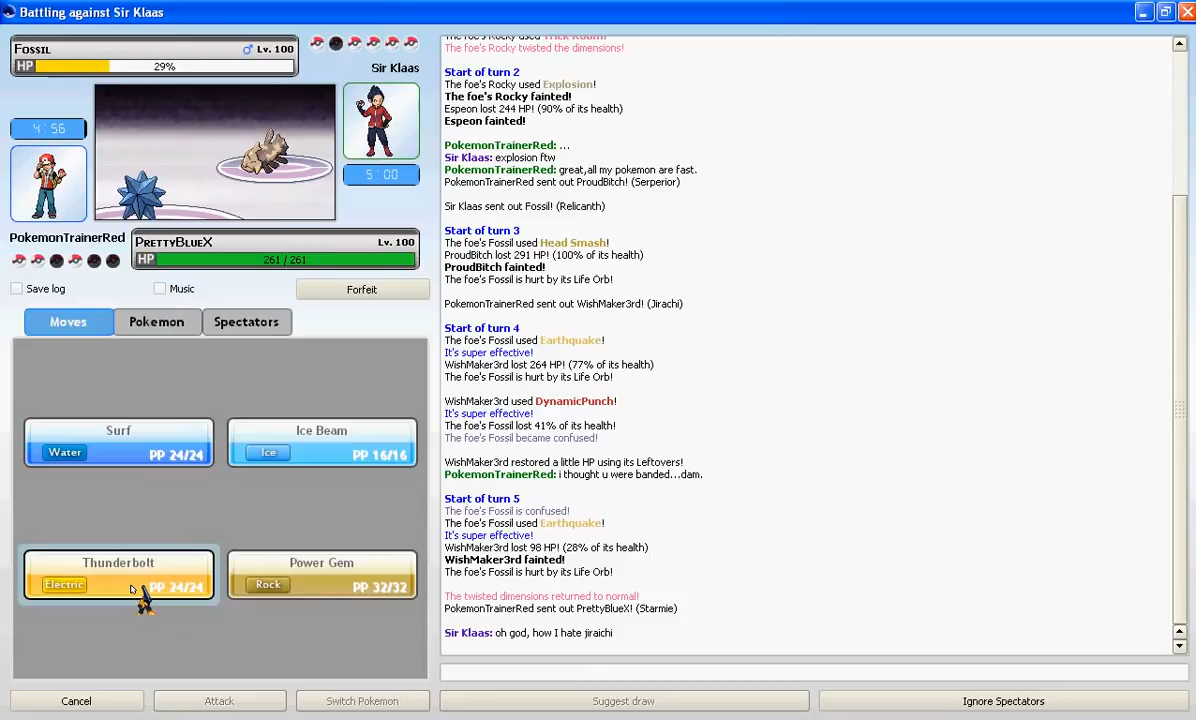 Battling against Sir Klaas
FOSSIL ♂ Lv. 100
HP 29%
Sir Klaas
4:56
5:00
PokemonTrainerRed
PRETTYBLUEX Lv. 100
HP 261 / 261
Save log
Music
Forfeit
Moves
Pokemon
Spectators
Surf
Water PP 24/24
Ice Beam
Ice PP 16/16
Thunderbolt
Electric PP 24/24
Power Gem
Rock PP 32/32
Cancel
Attack
Switch Pokemon
The foe's Rocky used Trick Room!
The foe's Rocky twisted the dimensions!
Start of turn 2
The foe's Rocky used Explosion!
The foe's Rocky fainted!
Espeon lost 244 HP! (90% of its health)
Espeon fainted!
PokemonTrainerRed: ...
Sir Klaas: explosion ftw
PokemonTrainerRed: great,all my pokemon are fast.
PokemonTrainerRed sent out ProudBitch! (Serperior)
Sir Klaas sent out Fossil! (Relicanth)
Start of turn 3
The foe's Fossil used Head Smash!
ProudBitch lost 291 HP! (100% of its health)
ProudBitch fainted!
The foe's Fossil is hurt by its Life Orb!
PokemonTrainerRed sent out WishMaker3rd! (Jirachi)
Start of turn 4
The foe's Fossil used Earthquake!
It's super effective!
WishMaker3rd lost 264 HP! (77% of its health)
The foe's Fossil is hurt by its Life Orb!
WishMaker3rd used DynamicPunch!
It's super effective!
The foe's Fossil lost 41% of its health!
The foe's Fossil became confused!
WishMaker3rd restored a little HP using its Leftovers!
PokemonTrainerRed: i thought u were banded...dam.
Start of turn 5
The foe's Fossil is confused!
The foe's Fossil used Earthquake!
It's super effective!
WishMaker3rd lost 98 HP! (28% of its health)
WishMaker3rd fainted!
The foe's Fossil is hurt by its Life Orb!
The twisted dimensions returned to normal!
PokemonTrainerRed sent out PrettyBlueX! (Starmie)
Sir Klaas: oh god, how I hate jiraichi
Suggest draw
Ignore Spectators